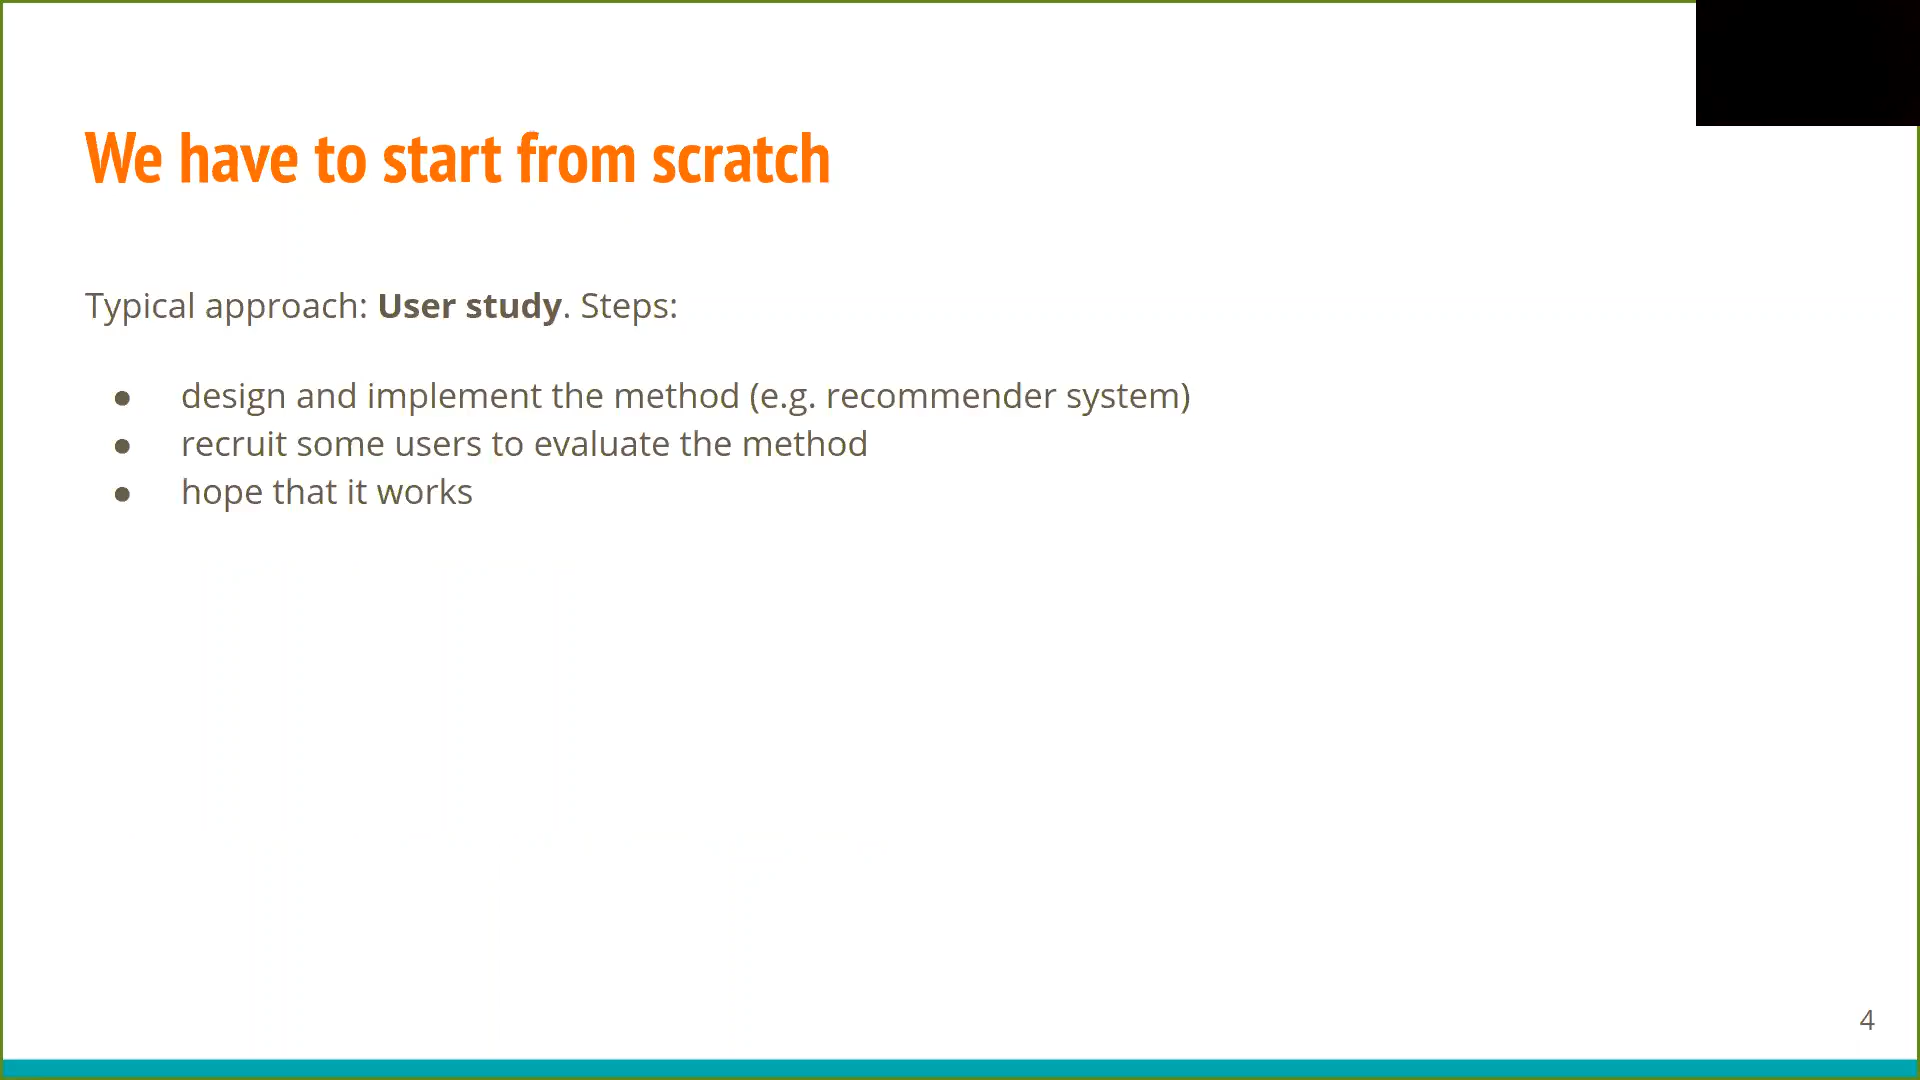 We have to start from scratch
Typical approach: User study. Steps:
● design and implement the method (e.g. recommender system)
● recruit some users to evaluate the method
● hope that it works
4